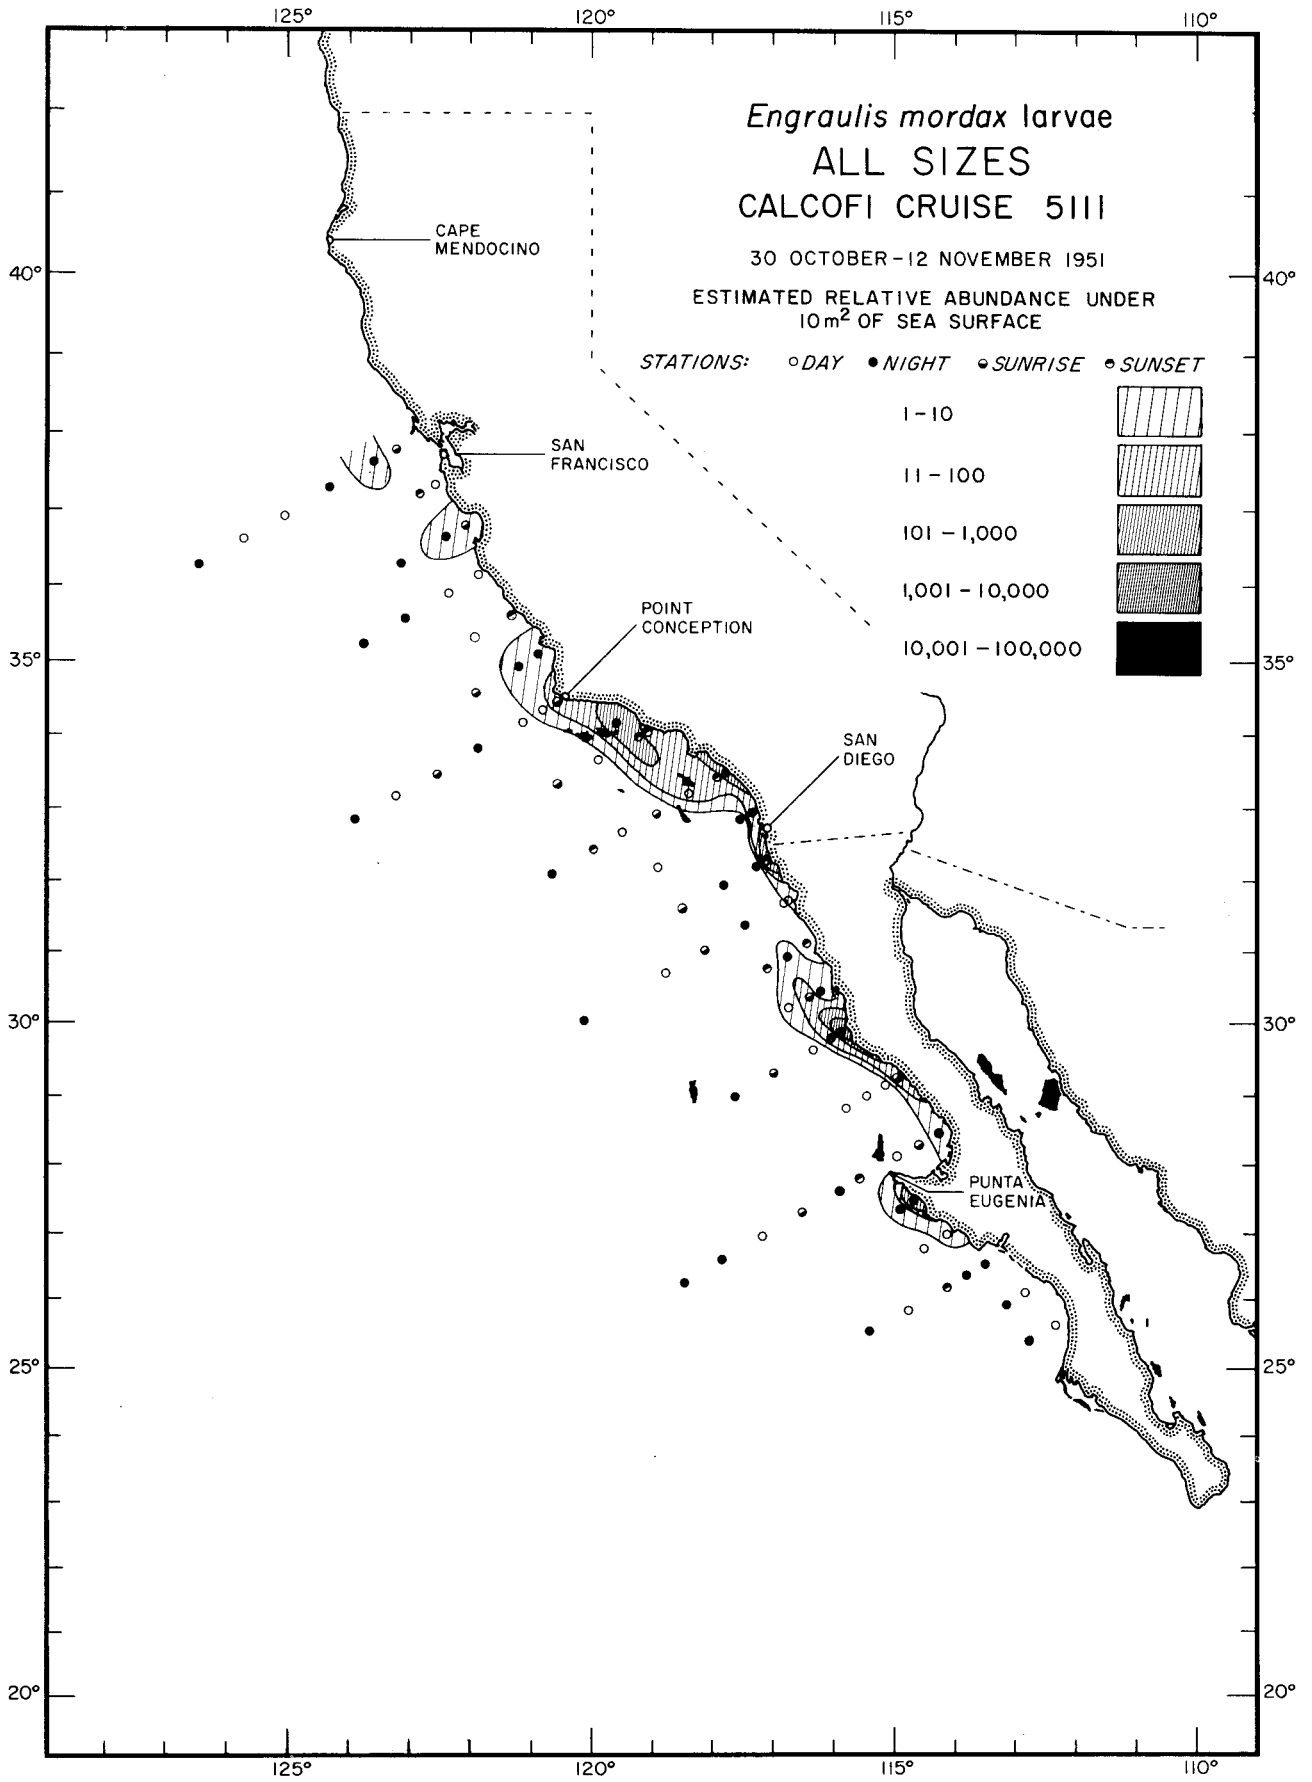 125° 120° 115° 110°
Engraulis mordax larvae
ALL SIZES
CALCOFI CRUISE 5111
30 OCTOBER-12 NOVEMBER 1951
ESTIMATED RELATIVE ABUNDANCE UNDER
10m² OF SEA SURFACE
STATIONS: DAY NIGHT SUNRISE SUNSET
1-10
11-100
101-1,000
1,001-10,000
10,001-100,000
CAPE
MENDOCINO
40° 40°
SAN
FRANCISCO
POINT
CONCEPTION
35° 35°
SAN
DIEGO
30° 30°
PUNTA
EUGENIA
25° 25°
20° 20°
125° 120° 115° 110°